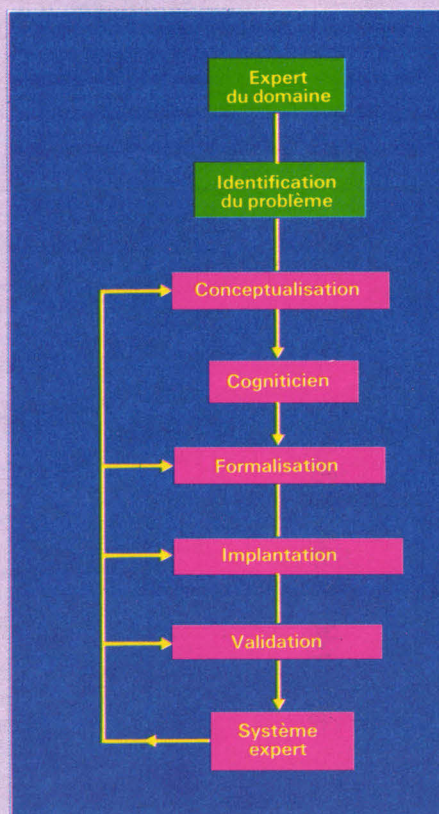 Expert
du domaine
Identification
du problème
Conceptualisation
Cogniticien
Formalisation
Implantation
Validation
Système
expert